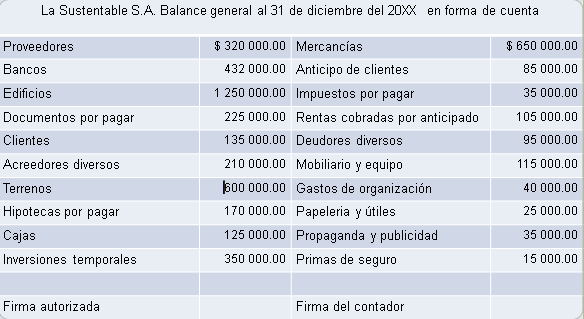 La Sustentable S.A. Balance general al 31 de diciembre del 20XX en forma de cuenta
Proveedores $ 320 000.00 Mercancías $ 650 000.00
Bancos 432 000.00 Anticipo de clientes 85 000.00
Edificios 1 250 000.00 Impuestos por pagar 35 000.00
Documentos por pagar 225 000.00 Rentas cobradas por anticipado 105 000.00
Clientes 135 000.00 Deudores diversos 95 000.00
Acreedores diversos 210 000.00 Mobiliario y equipo 115 000.00
Terrenos 600 000.00 Gastos de organización 40 000.00
Hipotecas por pagar 170 000.00 Papeleria y útiles 25 000.00
Cajas 125 000.00 Propaganda y publicidad 35 000.00
Inversiones temporales 350 000.00 Primas de seguro 15 000.00
Firma autorizada Firma del contador